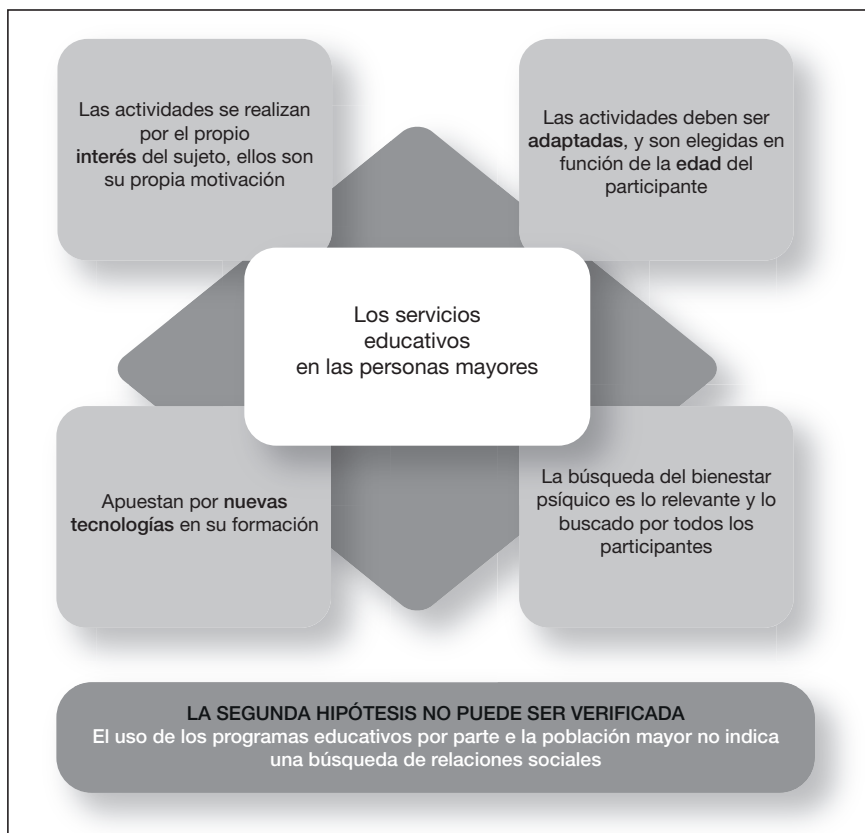 Las actividades se realizan
por el propio
interés del sujeto, ellos son
su propia motivación
Las actividades deben ser
adaptadas, y son elegidas en
función de la edad del
participante
Los servicios
educativos
en las personas mayores
Apuestan por nuevas
tecnologías en su formación
La búsqueda del bienestar
psíquico es lo relevante y lo
buscado por todos los
participantes
LA SEGUNDA HIPÓTESIS NO PUEDE SER VERIFICADA
El uso de los programas educativos por parte e la población mayor no indica
una búsqueda de relaciones sociales